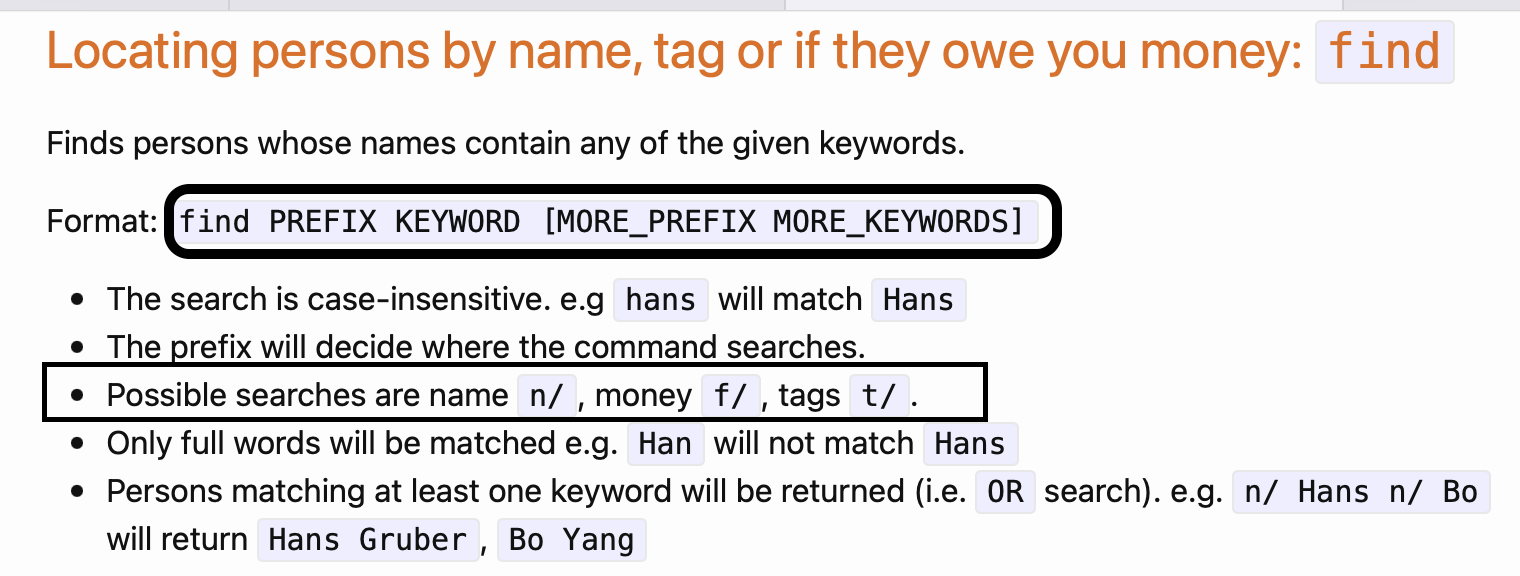 Locating persons by name, tag or if they owe you money: find
Finds persons whose names contain any of the given keywords.
Format: find PREFIX KEYWORD [MORE_PREFIX MORE_KEYWORDS]
• The search is case-insensitive. e.g hans will match Hans
• The prefix will decide where the command searches.
• Possible searches are name n/ , money f/ , tags t/ .
• Only full words will be matched e.g. Han will not match Hans
• Persons matching at least one keyword will be returned (i.e. OR search). e.g. n/ Hans n/ Bo
will return Hans Gruber , Bo Yang